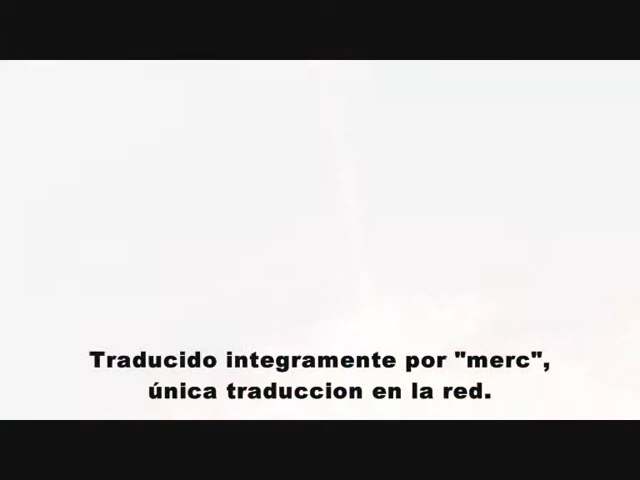 Traducido integramente por "merc",
única traduccion en la red.